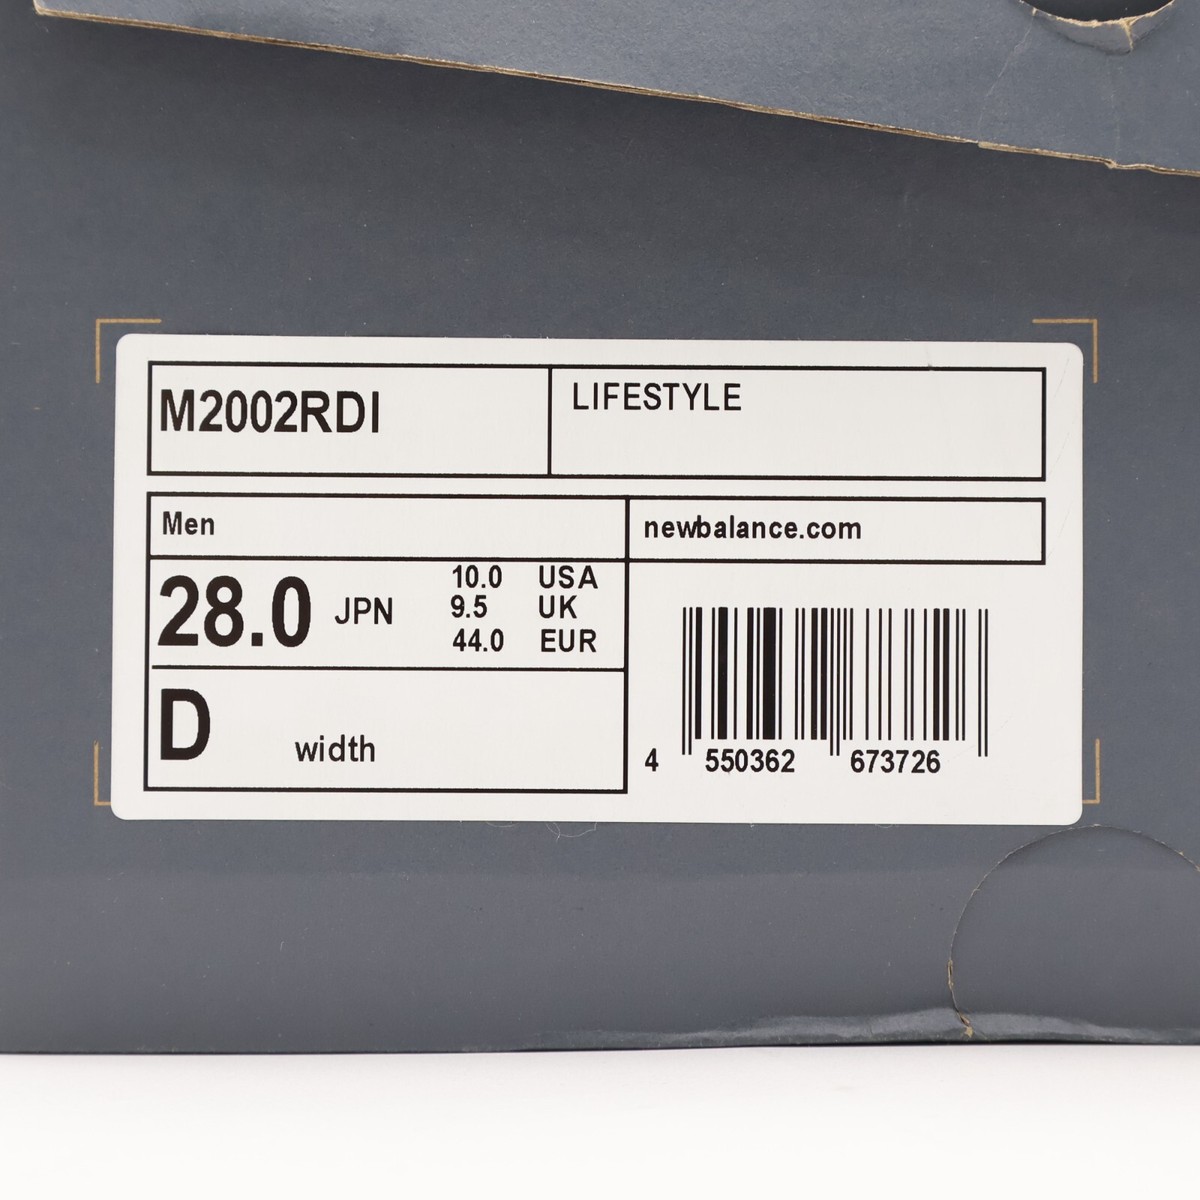 M2002RDI
LIFESTYLE
Men
newbalance.com
28.0 JPN
10.0 USA
9.5 UK
44.0 EUR
D width
4 550362 673726